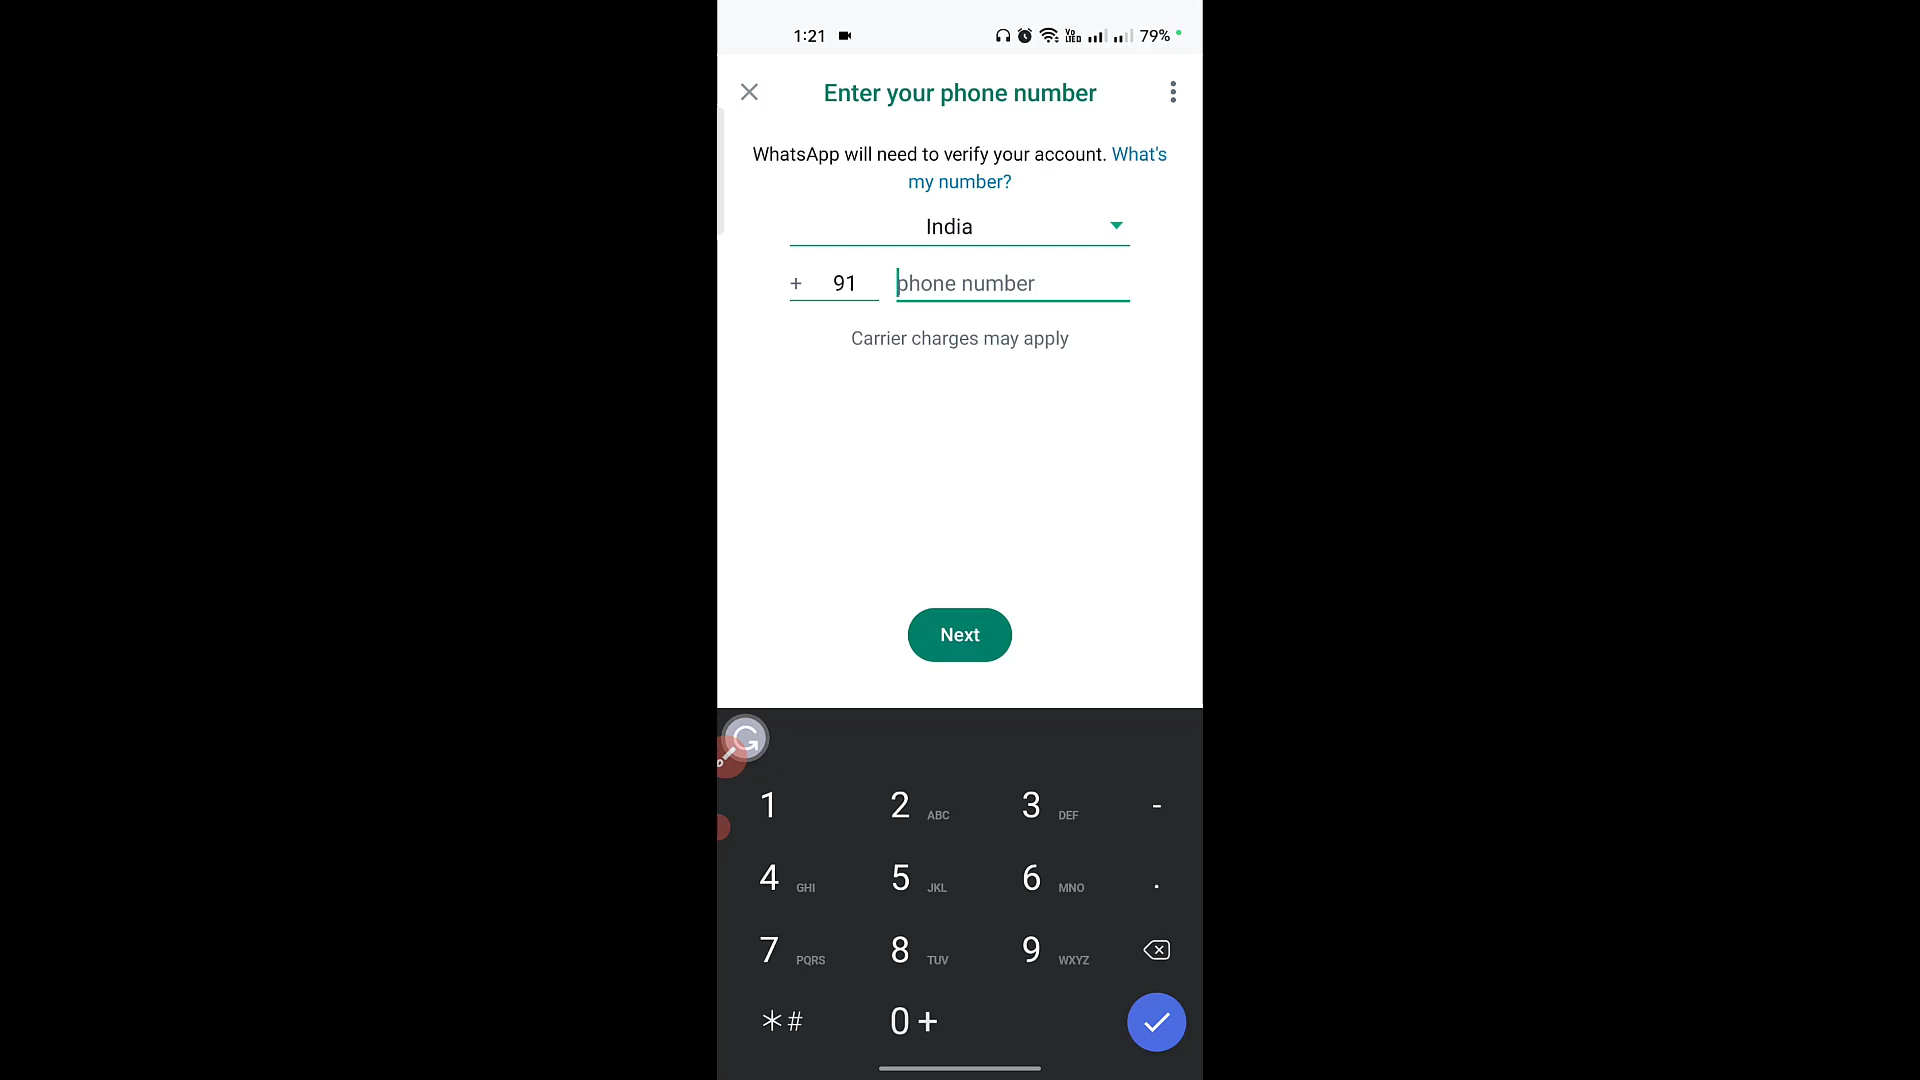 1:21 79%
Enter your phone number
WhatsApp will need to verify your account. What's
my number?
India
+ 91 phone number
Carrier charges may apply
Next
1 2 ABC 3 DEF -
4 GHI 5 JKL 6 MNO .
7 PQRS 8 TUV 9 WXYZ
*# 0 +